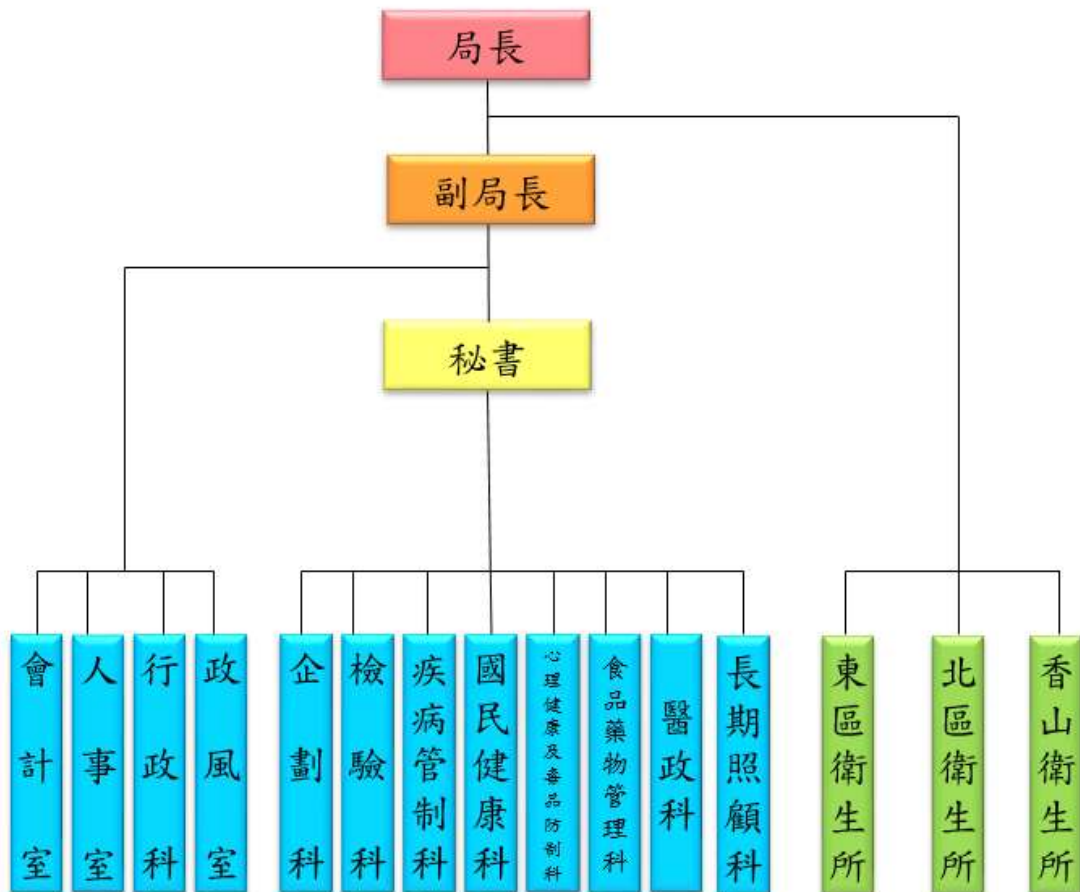 局長
副局長
秘書
會計室
人事室
行政科
政風室
企劃科
檢驗科
疾病管制科
國民健康科
心理健康及毒品防制科
食品藥物管理科
醫政科
長期照顧科
東區衛生所
北區衛生所
香山衛生所